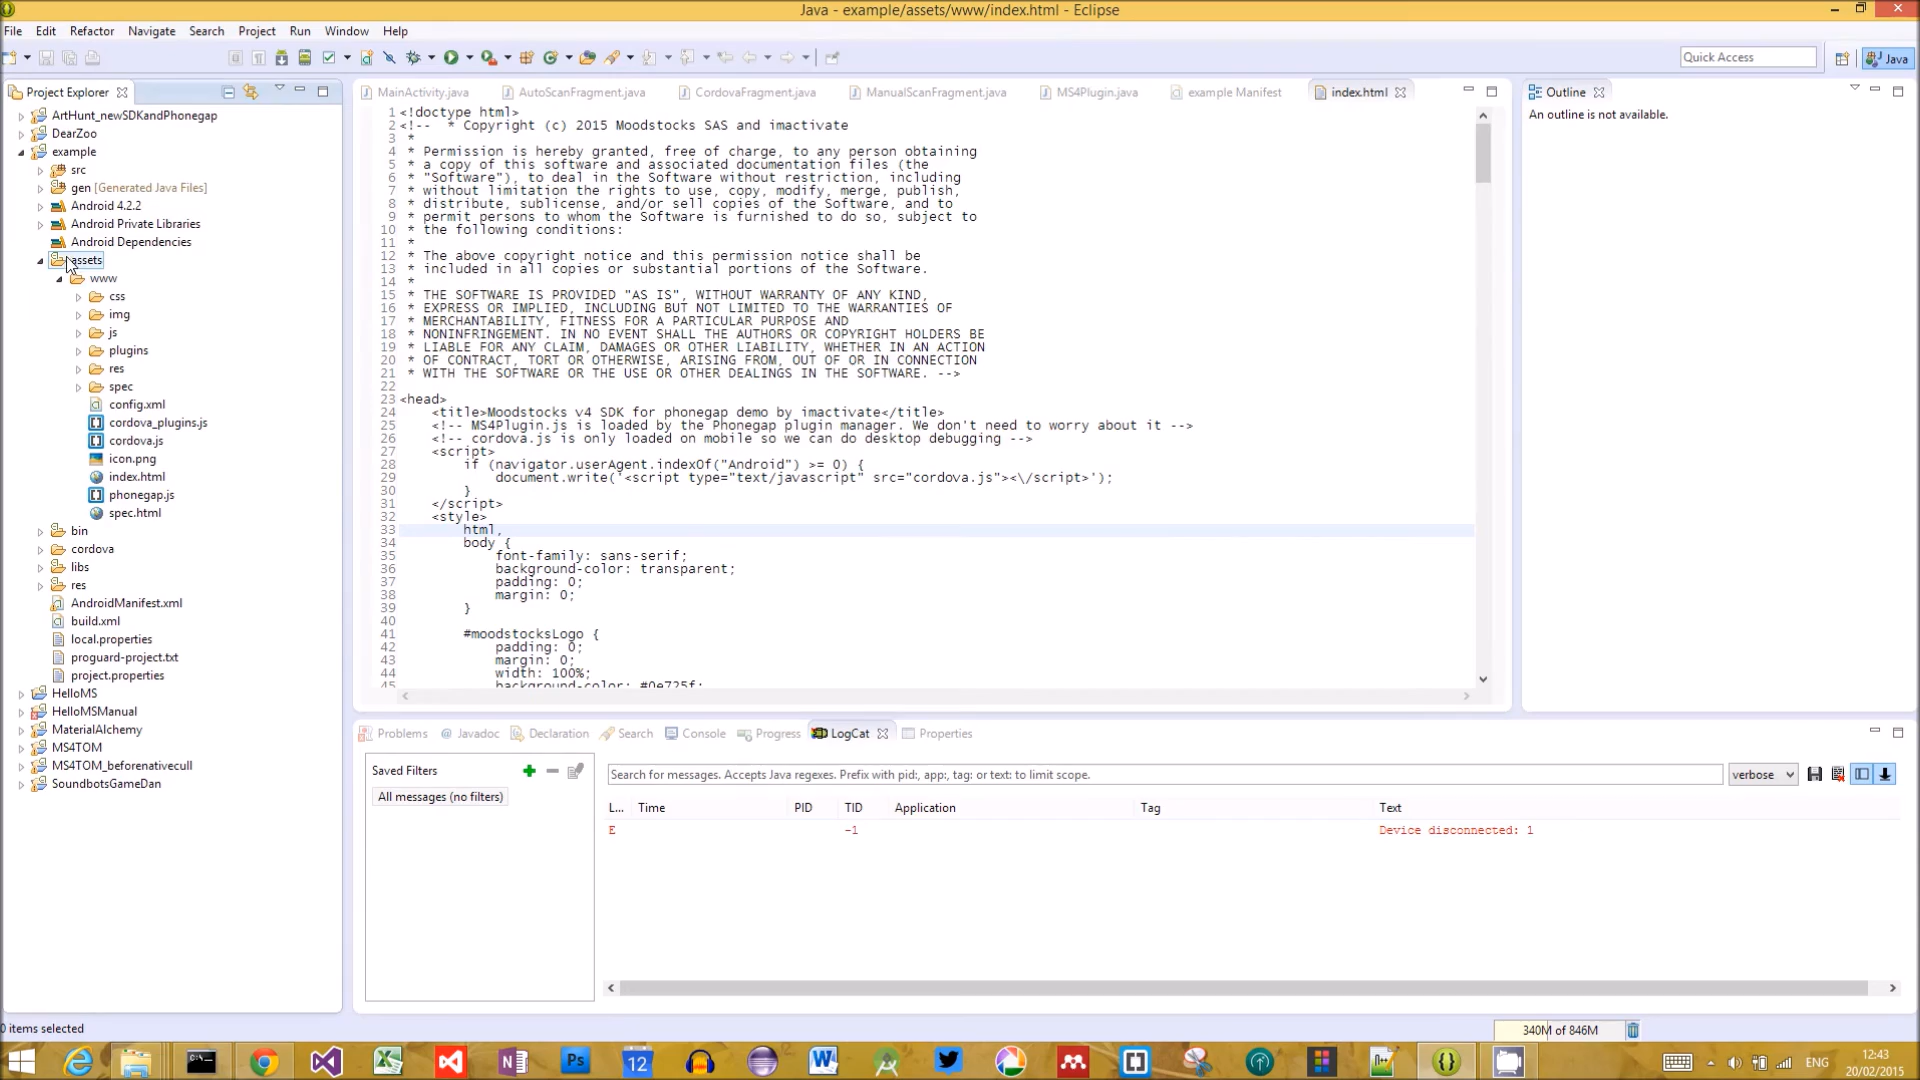 Java - example/assets/www/index.html - Eclipse
File Edit Refactor Navigate Search Project Run Window Help
Quick Access
Java
Project Explorer
ArtHunt_newSDKandPhonegap
DearZoo
example
src
gen [Generated Java Files]
Android 4.2.2
Android Private Libraries
Android Dependencies
assets
www
css
img
js
plugins
res
spec
config.xml
cordova_plugins.js
cordova.js
icon.png
index.html
phonegap.js
spec.html
bin
cordova
libs
res
AndroidManifest.xml
build.xml
local.properties
proguard-project.txt
project.properties
HelloMS
HelloMSManual
MaterialAlchemy
MS4TOM
MS4TOM_beforenativecull
SoundbotsGameDan
MainActivity.java AutoScanFragment.java CordovaFragment.java ManualScanFragment.java MS4Plugin.java example Manifest index.html
1 <!doctype html>
2 <!--  * Copyright (c) 2015 Moodstocks SAS and imactivate
3 *
4 * Permission is hereby granted, free of charge, to any person obtaining
5 * a copy of this software and associated documentation files (the
6 * "Software"), to deal in the Software without restriction, including
7 * without limitation the rights to use, copy, modify, merge, publish,
8 * distribute, sublicense, and/or sell copies of the Software, and to
9 * permit persons to whom the Software is furnished to do so, subject to
10 * the following conditions:
11 *
12 * The above copyright notice and this permission notice shall be
13 * included in all copies or substantial portions of the Software.
14 *
15 * THE SOFTWARE IS PROVIDED "AS IS", WITHOUT WARRANTY OF ANY KIND,
16 * EXPRESS OR IMPLIED, INCLUDING BUT NOT LIMITED TO THE WARRANTIES OF
17 * MERCHANTABILITY, FITNESS FOR A PARTICULAR PURPOSE AND
18 * NONINFRINGEMENT. IN NO EVENT SHALL THE AUTHORS OR COPYRIGHT HOLDERS BE
19 * LIABLE FOR ANY CLAIM, DAMAGES OR OTHER LIABILITY, WHETHER IN AN ACTION
20 * OF CONTRACT, TORT OR OTHERWISE, ARISING FROM, OUT OF OR IN CONNECTION
21 * WITH THE SOFTWARE OR THE USE OR OTHER DEALINGS IN THE SOFTWARE. -->
22
23 <head>
24 <title>Moodstocks v4 SDK for phonegap demo by imactivate</title>
25 <!-- MS4Plugin.js is loaded by the Phonegap plugin manager. We don't need to worry about it -->
26 <!-- cordova.js is only loaded on mobile so we can do desktop debugging -->
27 <script>
28 if (navigator.userAgent.indexOf("Android") >= 0) {
29 document.write('<script type="text/javascript" src="cordova.js"><\/script>');
30 }
31 </script>
32 <style>
33 html,
34 body {
35 font-family: sans-serif;
36 background-color: transparent;
37 padding: 0;
38 margin: 0;
39 }
40
41 #moodstocksLogo {
42 padding: 0;
43 margin: 0;
44 width: 100%;
45 background-color: #0e725f;
Outline
An outline is not available.
Problems @ Javadoc Declaration Search Console Progress LogCat Properties
Saved Filters
All messages (no filters)
Search for messages. Accepts Java regexes. Prefix with pid:, app:, tag: or text: to limit scope.
verbose
L... Time PID TID Application Tag Text
E -1 Device disconnected: 1
0 items selected
340M of 846M
12
ENG
12:43
20/02/2015